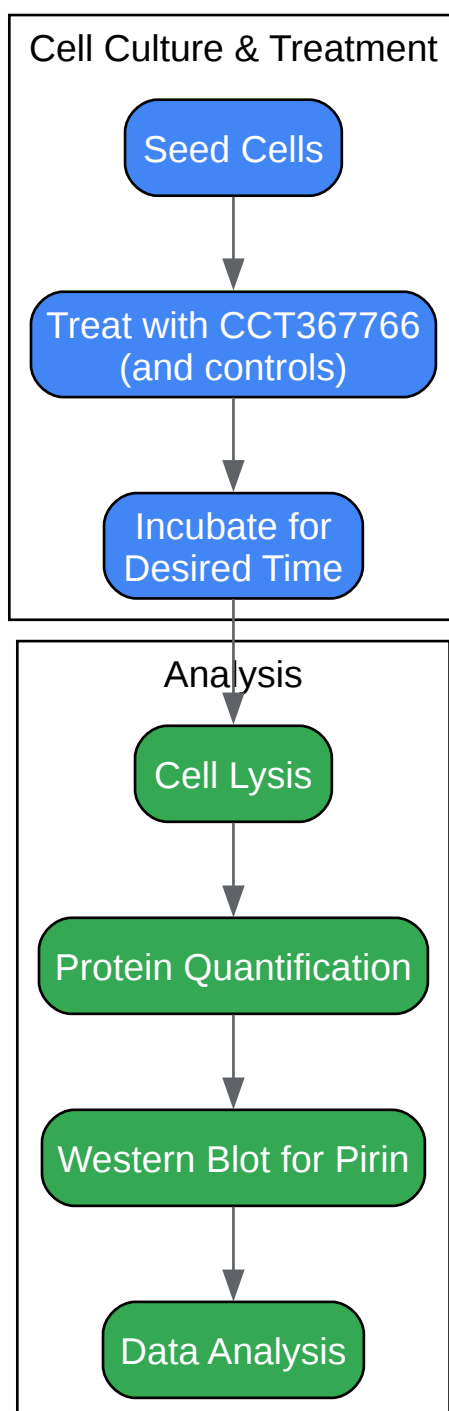 Cell Culture & Treatment
Seed Cells
Treat with CCT367766
(and controls)
Incubate for
Desired Time
Analysis
Cell Lysis
Protein Quantification
Western Blot for Pirin
Data Analysis